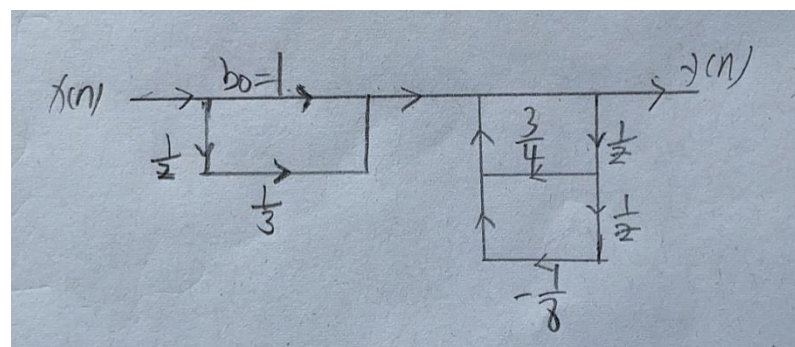 b0=1
x(n)
y(n)
1/z
1/3
3/4
1/z
1/z
-1/8